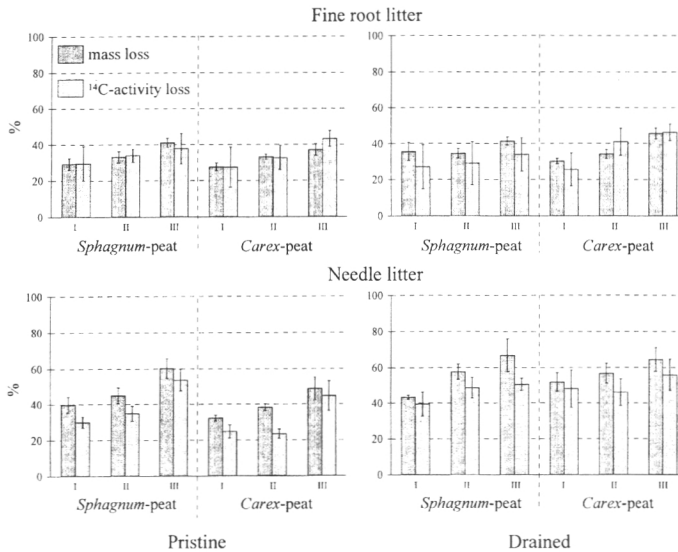 Fine root litter
100
80
60
40
20
0
%
mass loss
¹⁴C-activity loss
I II III I II III
Sphagnum-peat Carex-peat
100
80
60
40
20
0
I II III I II III
Sphagnum-peat Carex-peat
Needle litter
100
80
60
40
20
0
%
I II III I II III
Sphagnum-peat Carex-peat
100
80
60
40
20
0
I II III I II III
Sphagnum-peat Carex-peat
Pristine Drained